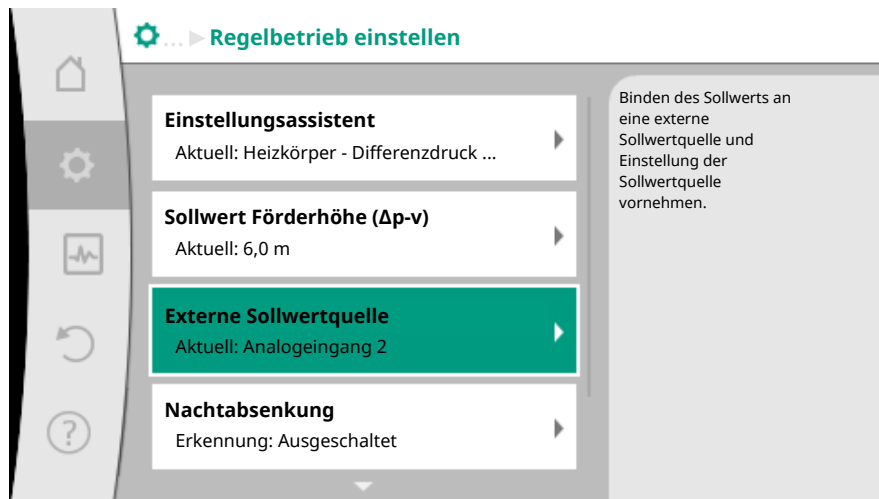 ... Regelbetrieb einstellen
Einstellungsassistent
Aktuell: Heizkörper - Differenzdruck ...
Sollwert Förderhöhe (Δp-v)
Aktuell: 6,0 m
Externe Sollwertquelle
Aktuell: Analogeingang 2
Nachtabsenkung
Erkennung: Ausgeschaltet
Binden des Sollwerts an
eine externe
Sollwertquelle und
Einstellung der
Sollwertquelle
vornehmen.